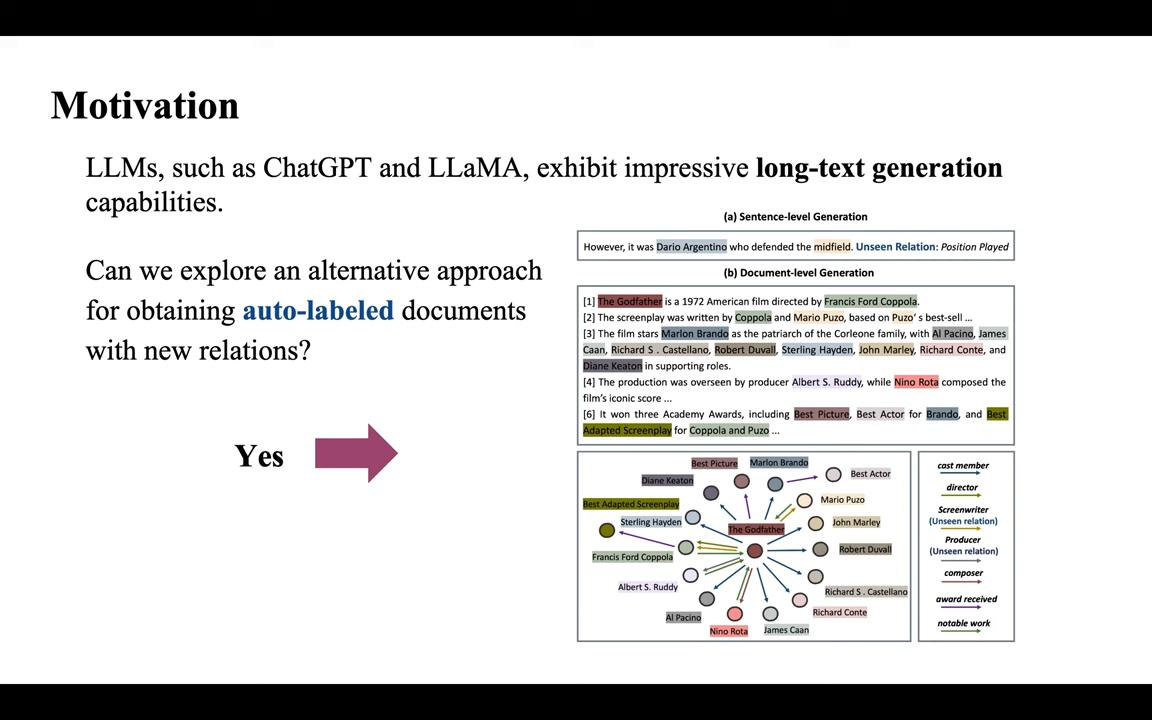 Motivation
LLMs, such as ChatGPT and LLaMA, exhibit impressive long-text generation
capabilities.
Can we explore an alternative approach
for obtaining auto-labeled documents
with new relations?
Yes
(a) Sentence-level Generation
However, it was Dario Argentino who defended the midfield. Unseen Relation: Position Played
(b) Document-level Generation
[1] The Godfather is a 1972 American film directed by Francis Ford Coppola.
[2] The screenplay was written by Coppola and Mario Puzo, based on Puzo' s best-sell ...
[3] The film stars Marlon Brando as the patriarch of the Corleone family, with Al Pacino, James
Caan, Richard S . Castellano, Robert Duvall, Sterling Hayden, John Marley, Richard Conte, and
Diane Keaton in supporting roles.
[4] The production was overseen by producer Albert S. Ruddy, while Nino Rota composed the
film's iconic score ...
[6] It won three Academy Awards, including Best Picture, Best Actor for Brando, and Best
Adapted Screenplay for Coppola and Puzo ...
Best Picture
Marlon Brando
Best Actor
Diane Keaton
Mario Puzo
Best Adapted Screenplay
Sterling Hayden
The Godfather
John Marley
Francis Ford Coppola
Robert Duvall
Albert S. Ruddy
Richard S . Castellano
Al Pacino
Richard Conte
Nino Rota
James Caan
cast member
director
Screenwriter
(Unseen relation)
Producer
(Unseen relation)
composer
award received
notable work